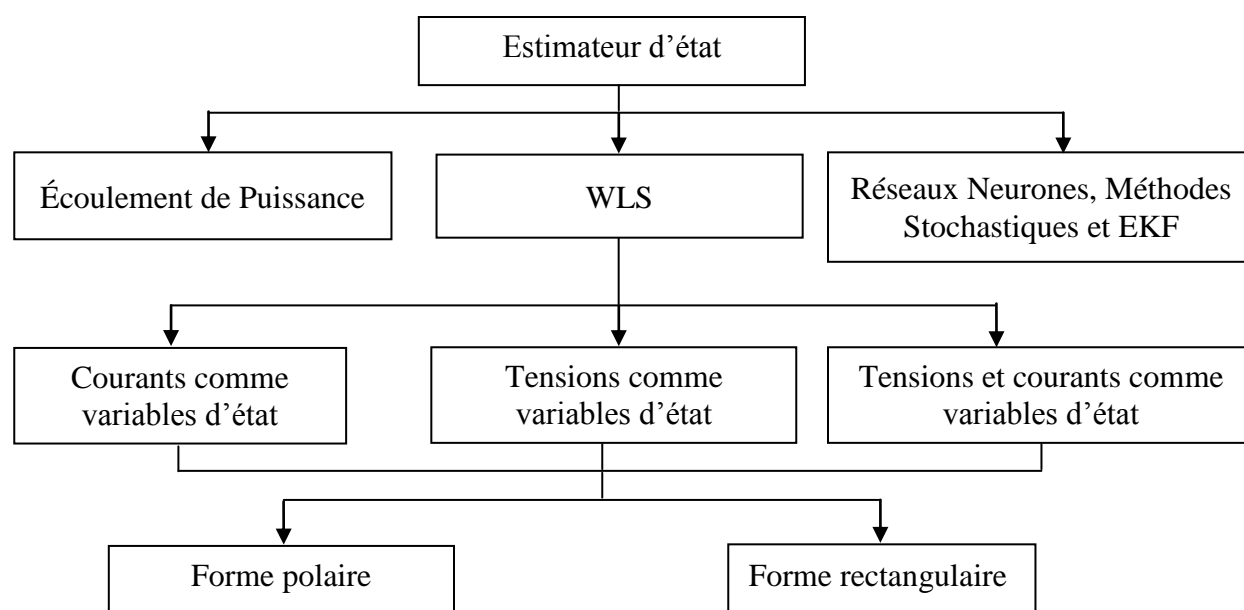 Estimateur d’état
Écoulement de Puissance
WLS
Réseaux Neurones, Méthodes
Stochastiques et EKF
Courants comme
variables d’état
Tensions comme
variables d’état
Tensions et courants comme
variables d’état
Forme polaire
Forme rectangulaire